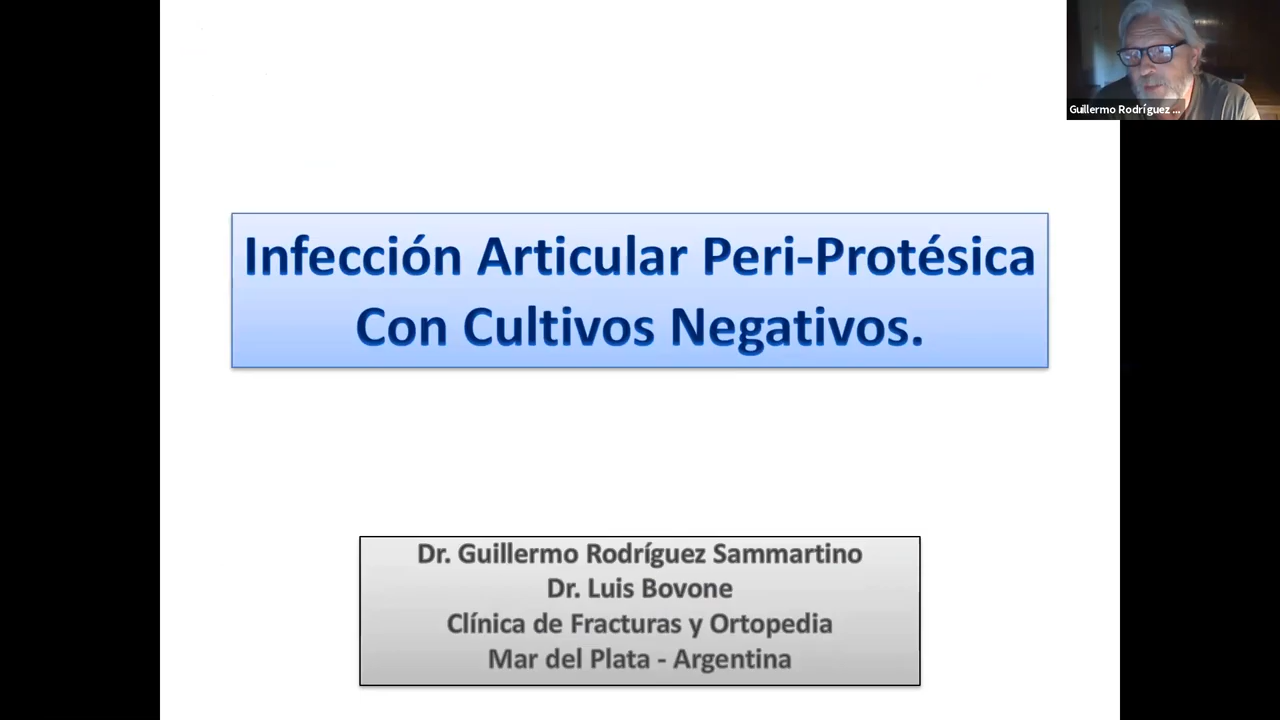 Guillermo Rodríguez ...
Infección Articular Peri-Protésica
Con Cultivos Negativos.
Dr. Guillermo Rodríguez Sammartino
Dr. Luis Bovone
Clínica de Fracturas y Ortopedia
Mar del Plata - Argentina